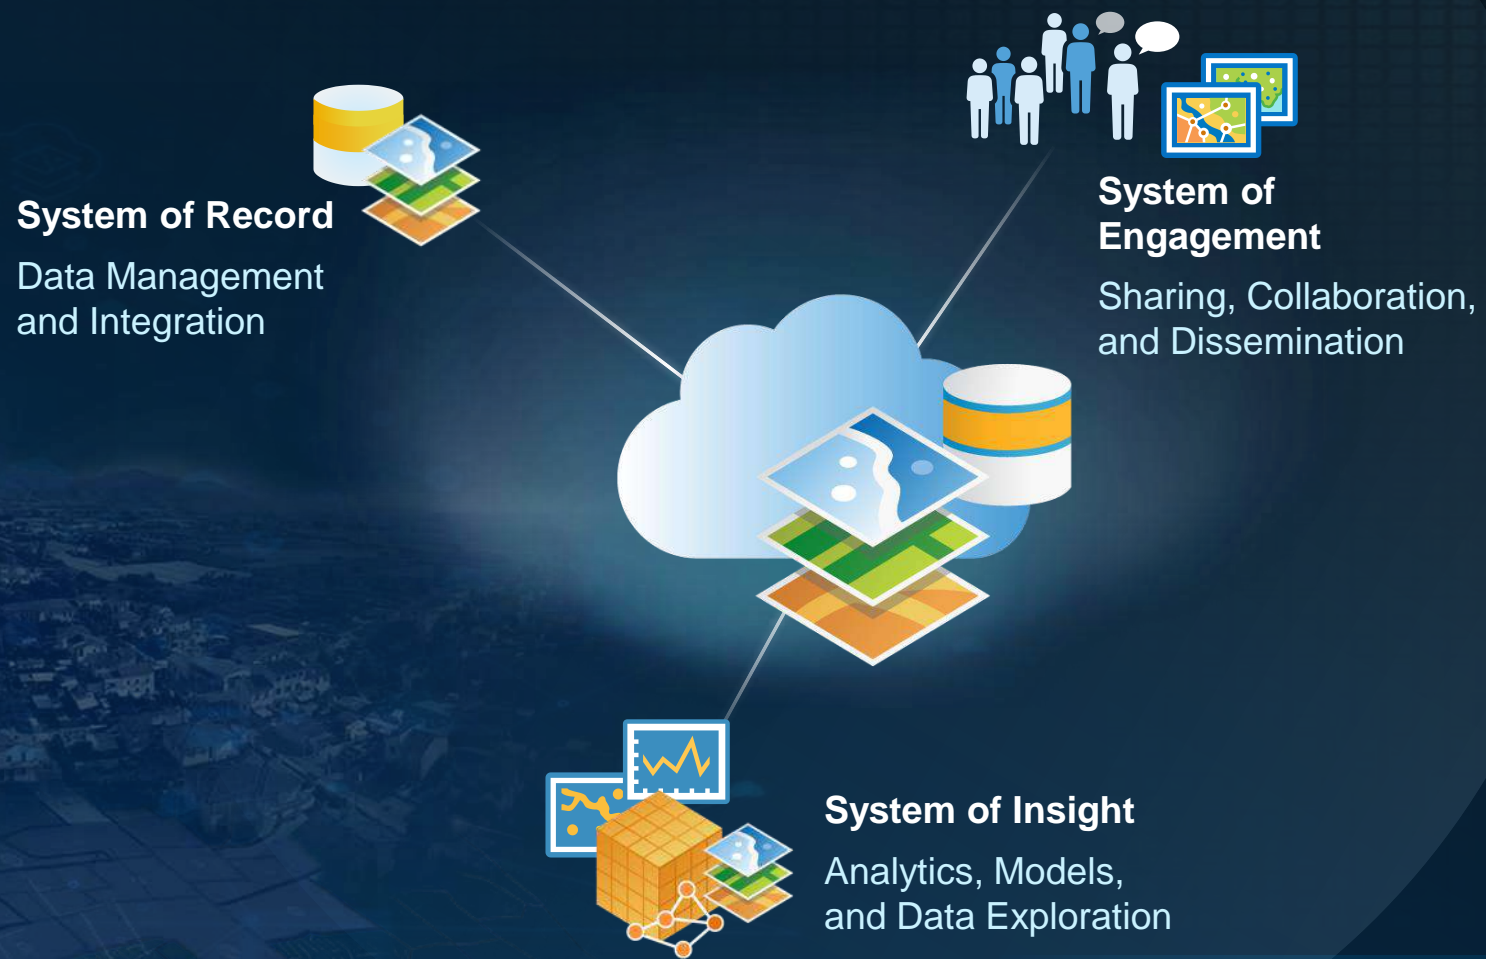 System of Record
Data Management
and Integration
System of
Engagement
Sharing, Collaboration,
and Dissemination
System of Insight
Analytics, Models,
and Data Exploration